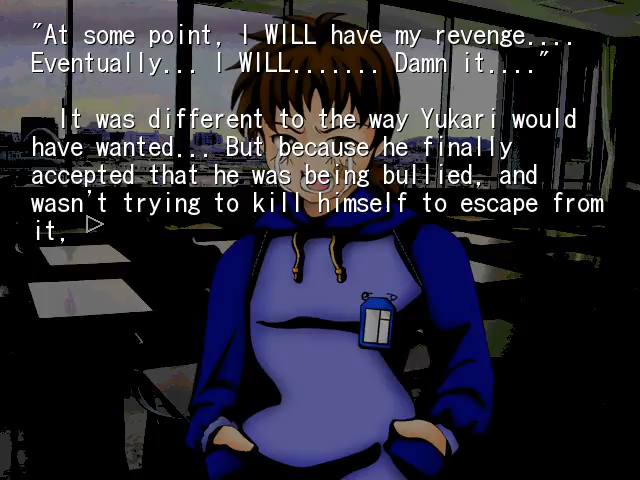 "At some point, I WILL have my revenge....
Eventually... I WILL....... Damn it...."
It was different to the way Yukari would
have wanted... But because he finally
accepted that he was being bullied, and
wasn't trying to kill himself to escape from
it,